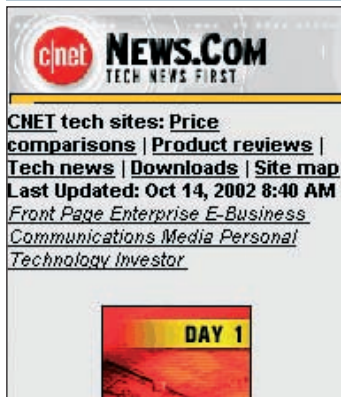 c|net NEWS.COM
TECH NEWS FIRST
CNET tech sites: Price
comparisons | Product reviews |
Tech news | Downloads | Site map
Last Updated: Oct 14, 2002 8:40 AM
Front Page Enterprise E-Business
Communications Media Personal
Technology Investor
DAY 1